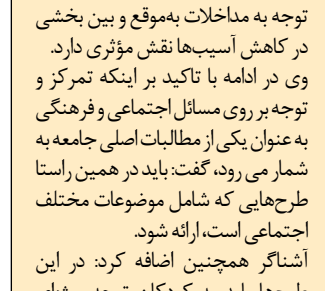 توجه به مداخلات به‌موقع و بین بخشی
در کاهش آسیب‌ها نقش مؤثری دارد.
وی در ادامه با تاکید بر اینکه تمرکز و
توجه بر روی مسائل اجتماعی و فرهنگی
به عنوان یکی از مطالبات اصلی جامعه به
شمار می رود، گفت: باید در همین راستا
طرح‌هایی که شامل موضوعات مختلف
اجتماعی است، ارائه شود.
آشناگر همچنین اضافه کرد: در این